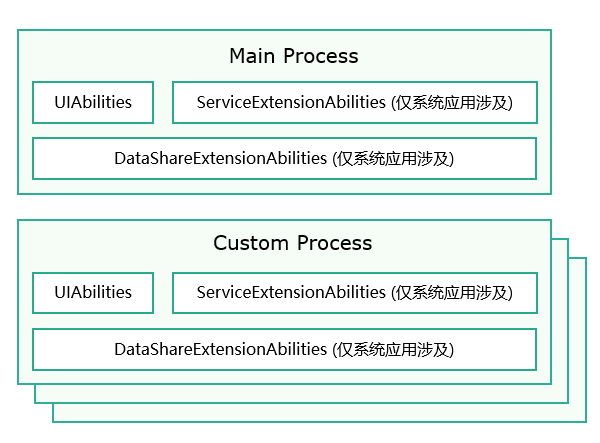 Main Process
UIAbilities
ServiceExtensionAbilities (仅系统应用涉及)
DataShareExtensionAbilities (仅系统应用涉及)
Custom Process
UIAbilities
ServiceExtensionAbilities (仅系统应用涉及)
DataShareExtensionAbilities (仅系统应用涉及)